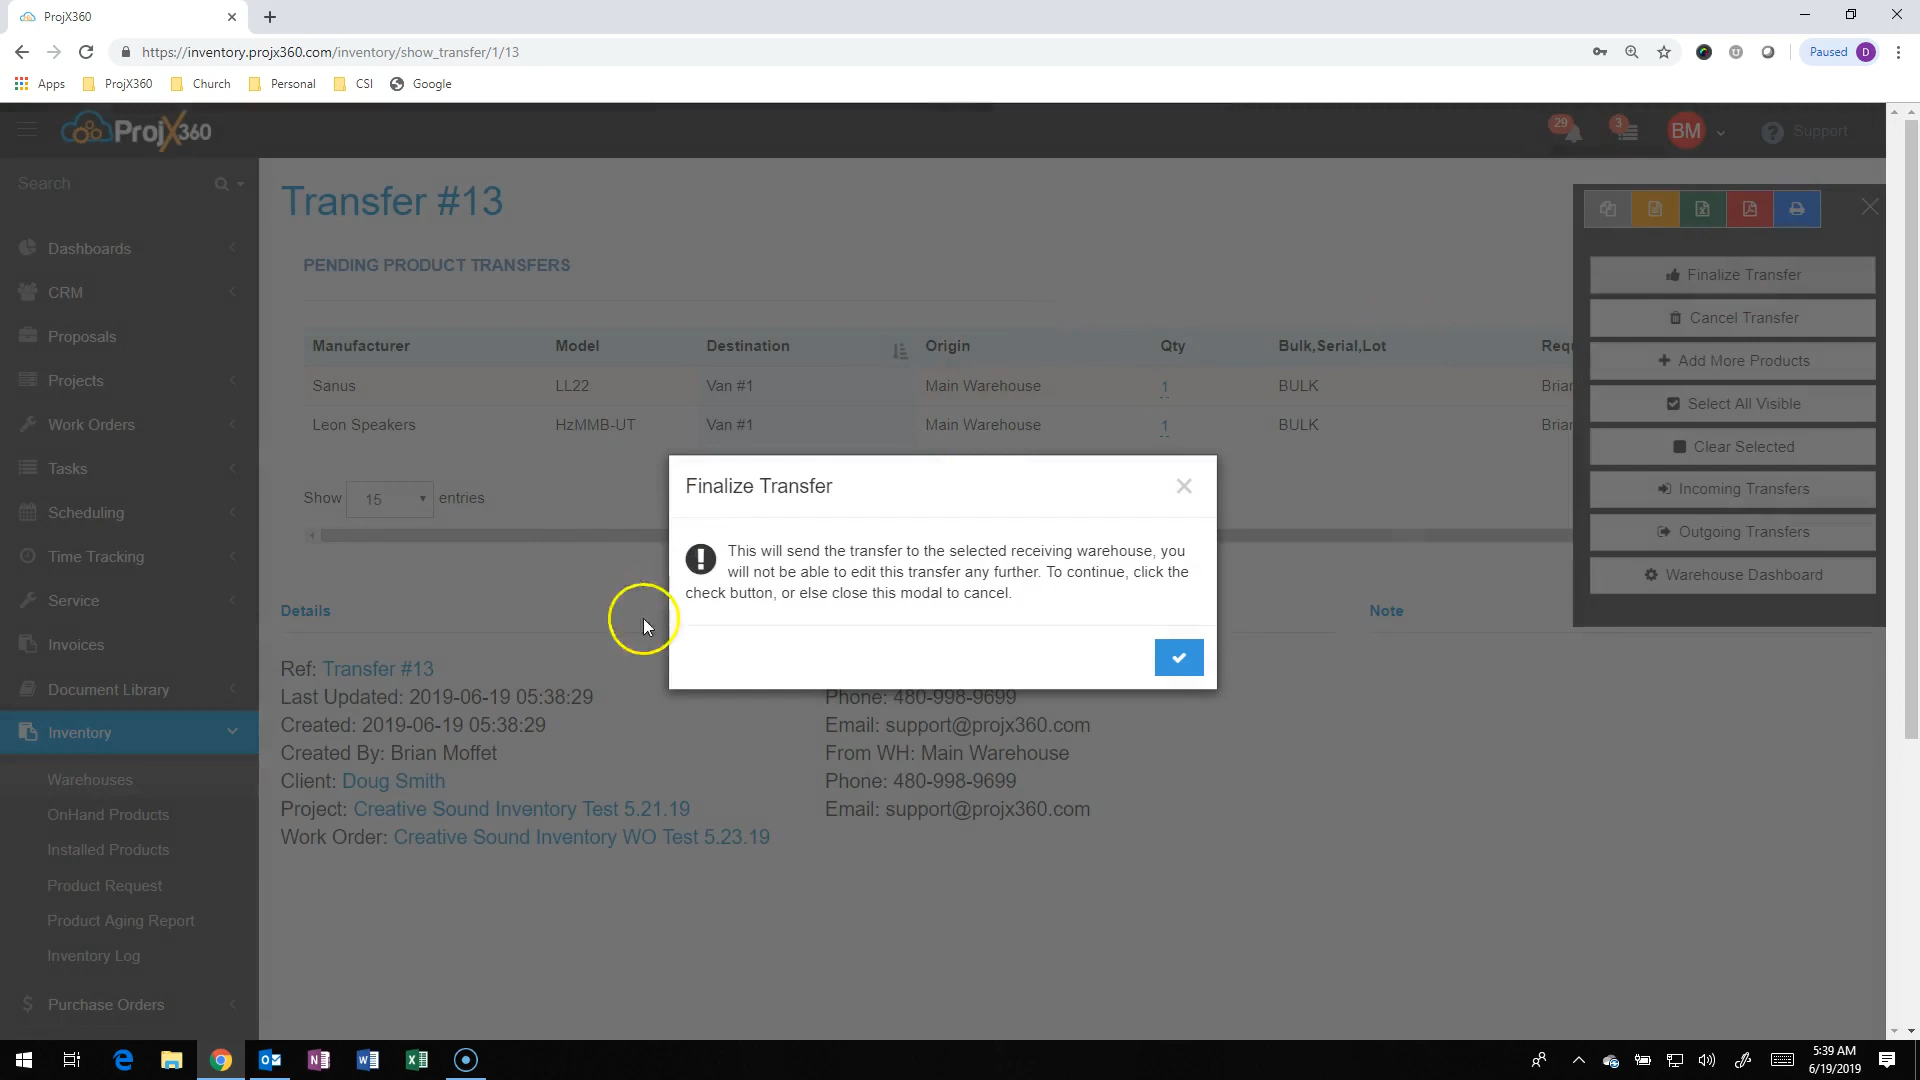 ProjX360
https://inventory.projx360.com/inventory/show_transfer/1/13
Paused D
Apps ProjX360 Church Personal CSI Google
ProjX360
29 3 BM Support
Search
Dashboards
CRM
Proposals
Projects
Work Orders
Tasks
Scheduling
Time Tracking
Service
Invoices
Document Library
Inventory
Warehouses
OnHand Products
Installed Products
Product Request
Product Aging Report
Inventory Log
Purchase Orders
Transfer #13
PENDING PRODUCT TRANSFERS
Manufacturer Model Destination Origin Qty Bulk,Serial,Lot Requ
Sanus LL22 Van #1 Main Warehouse 1 BULK Brian
Leon Speakers HzMMB-UT Van #1 Main Warehouse 1 BULK Brian
Show 15 entries
Finalize Transfer
Cancel Transfer
Add More Products
Select All Visible
Clear Selected
Incoming Transfers
Outgoing Transfers
Warehouse Dashboard
Finalize Transfer
This will send the transfer to the selected receiving warehouse, you
will not be able to edit this transfer any further. To continue, click the
check button, or else close this modal to cancel.
Details
Note
Ref: Transfer #13
Last Updated: 2019-06-19 05:38:29
Created: 2019-06-19 05:38:29
Created By: Brian Moffet
Client: Doug Smith
Project: Creative Sound Inventory Test 5.21.19
Work Order: Creative Sound Inventory WO Test 5.23.19
Phone: 480-998-9699
Email: support@projx360.com
From WH: Main Warehouse
Phone: 480-998-9699
Email: support@projx360.com
5:39 AM
6/19/2019